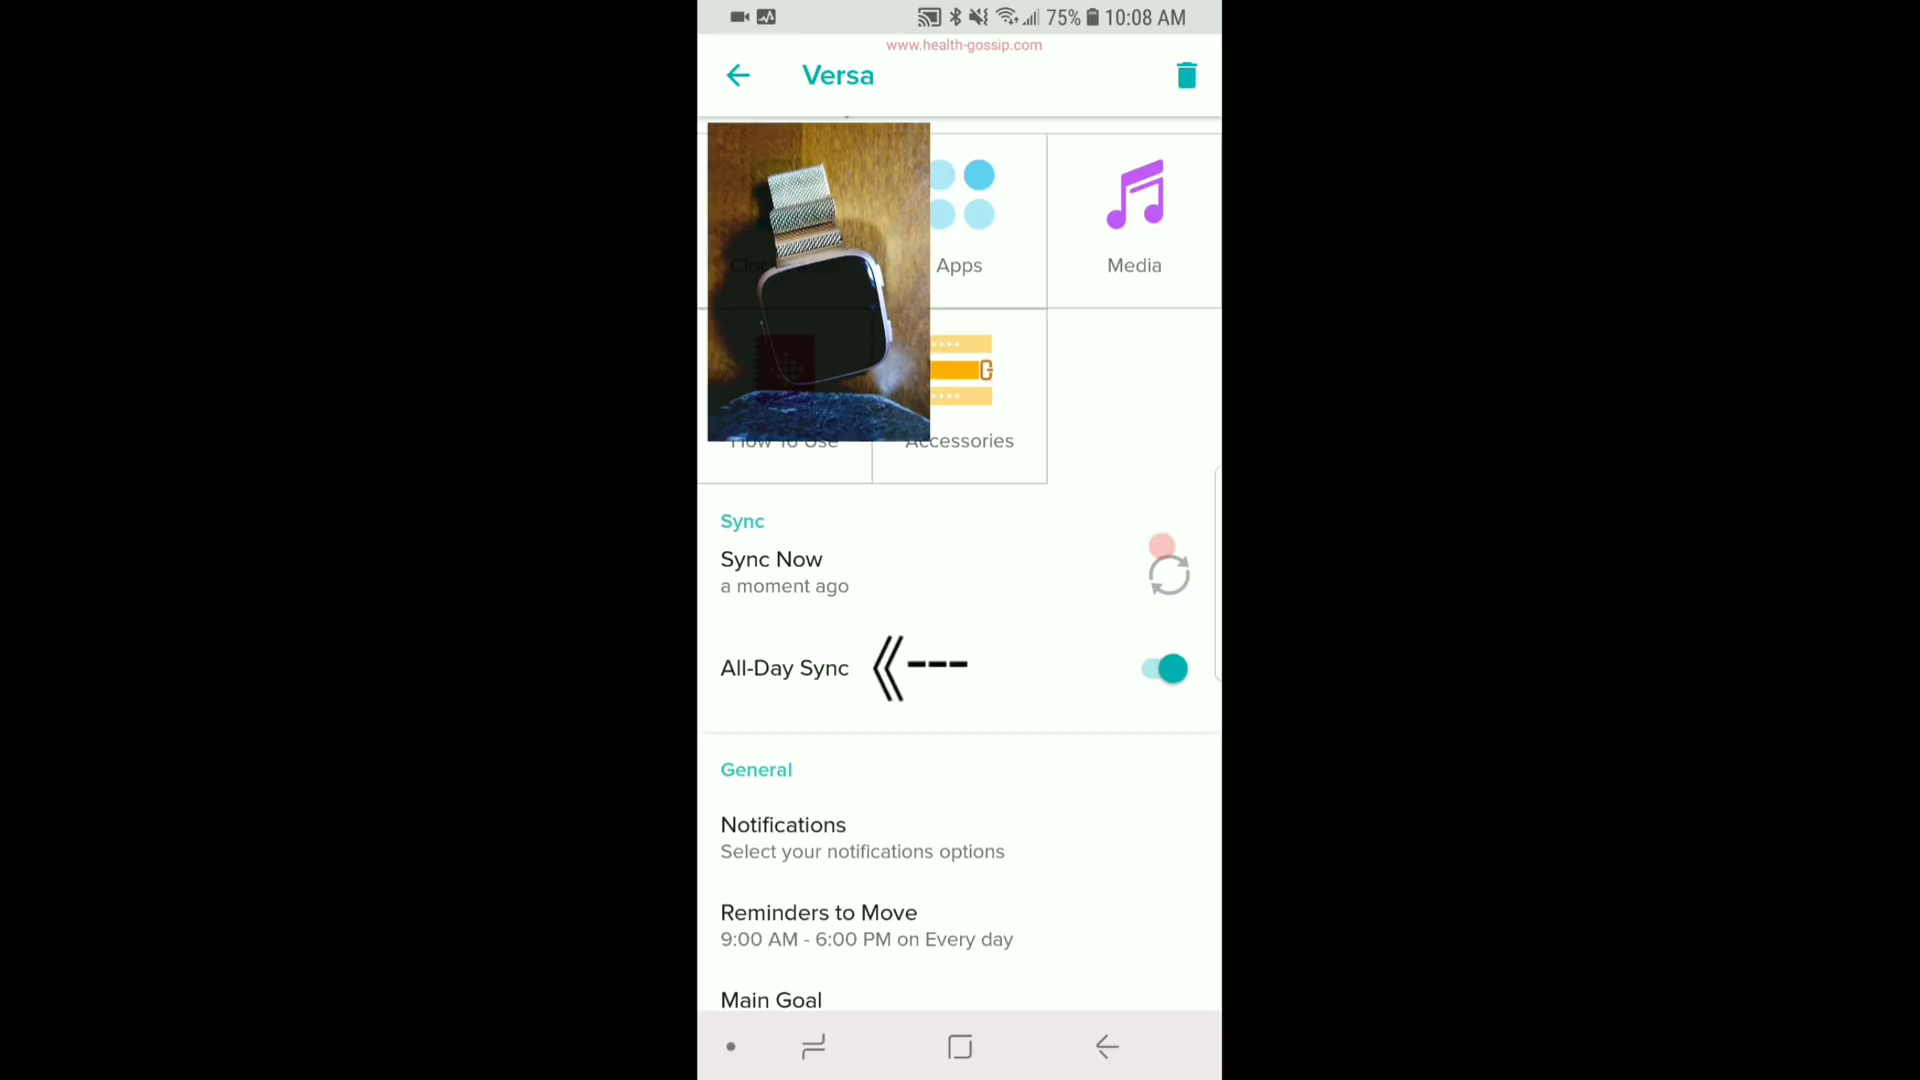 75% 10:08 AM
www.health-gossip.com
Versa
Apps
Media
How To Use
Accessories
Sync
Sync Now
a moment ago
All-Day Sync
General
Notifications
Select your notifications options
Reminders to Move
9:00 AM - 6:00 PM on Every day
Main Goal